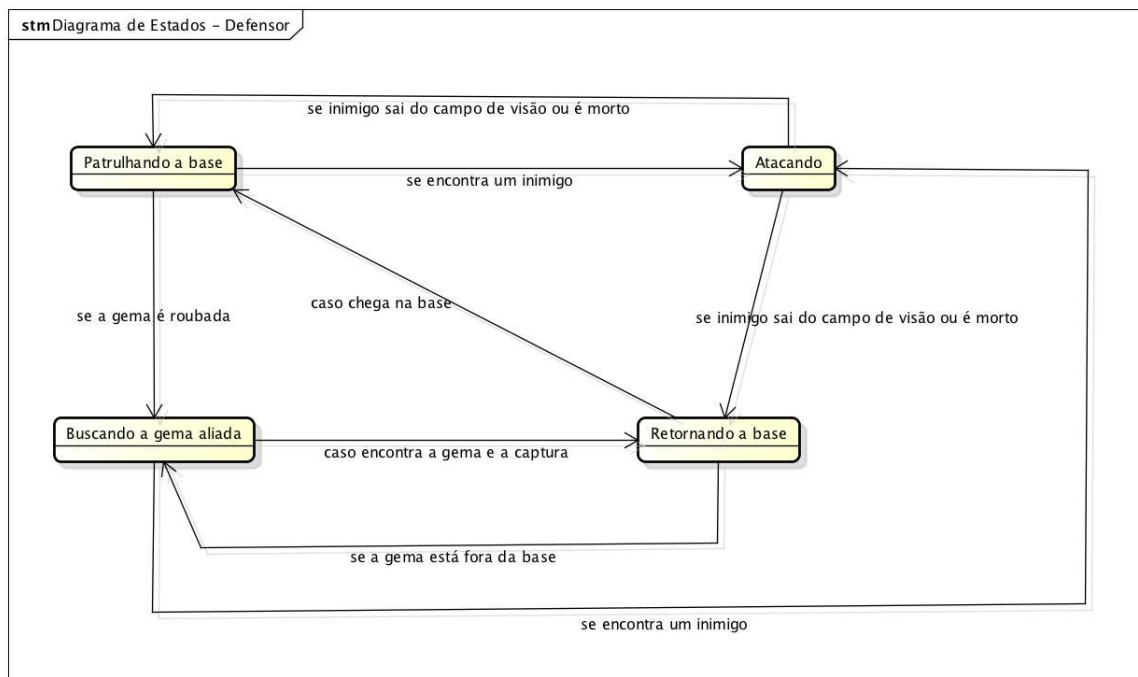 stm Diagrama de Estados – Defensor
se inimigo sai do campo de visão ou é morto
Patrulhando a base
Atacando
se encontra um inimigo
caso chega na base
se a gema é roubada
se inimigo sai do campo de visão ou é morto
Buscando a gema aliada
Retornando a base
caso encontra a gema e a captura
se a gema está fora da base
se encontra um inimigo